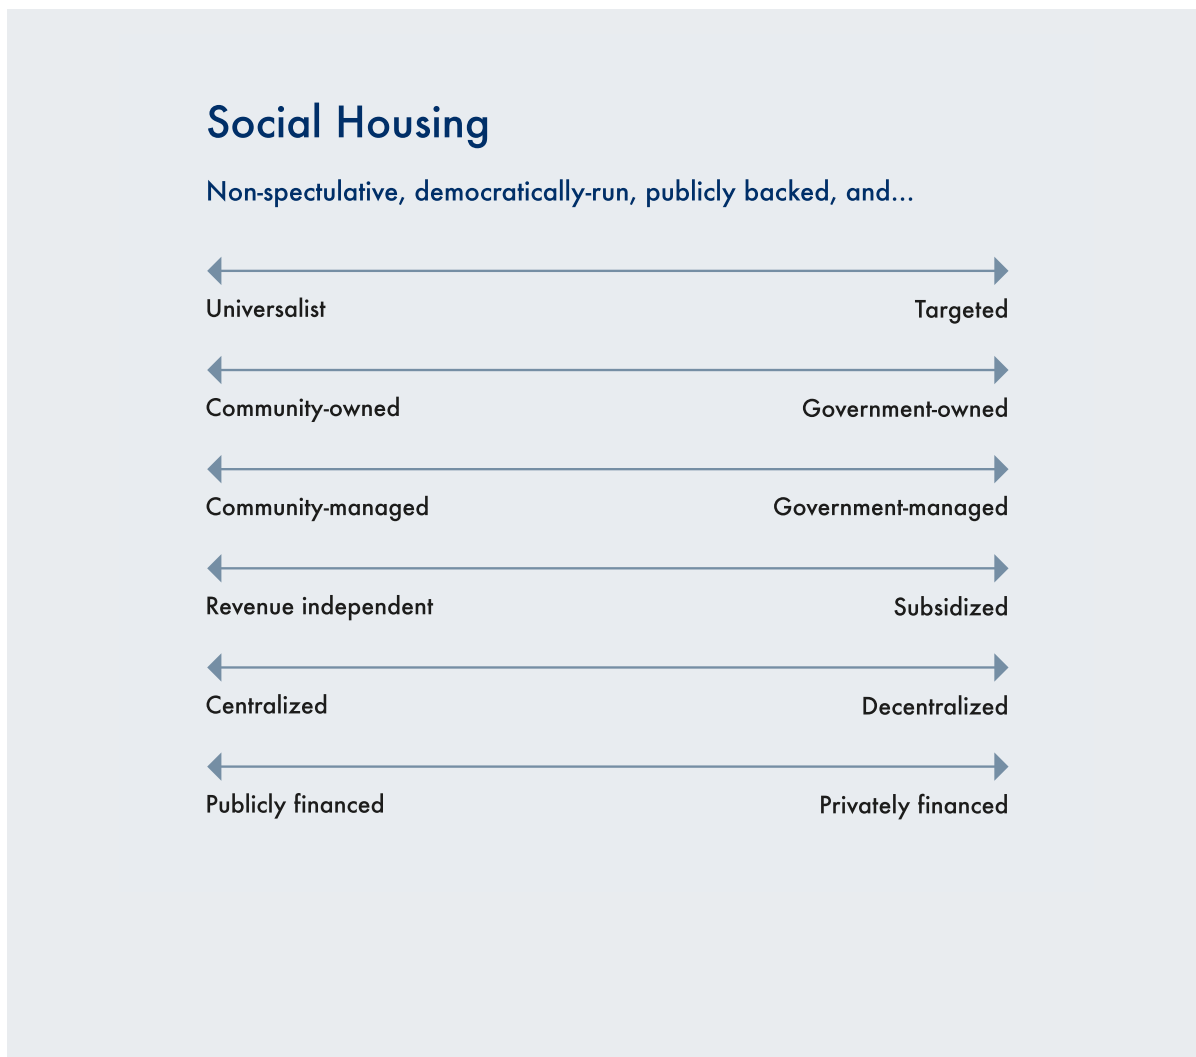 Social Housing
Non-spectulative, democratically-run, publicly backed, and...
Universalist Targeted
Community-owned Government-owned
Community-managed Government-managed
Revenue independent Subsidized
Centralized Decentralized
Publicly financed Privately financed